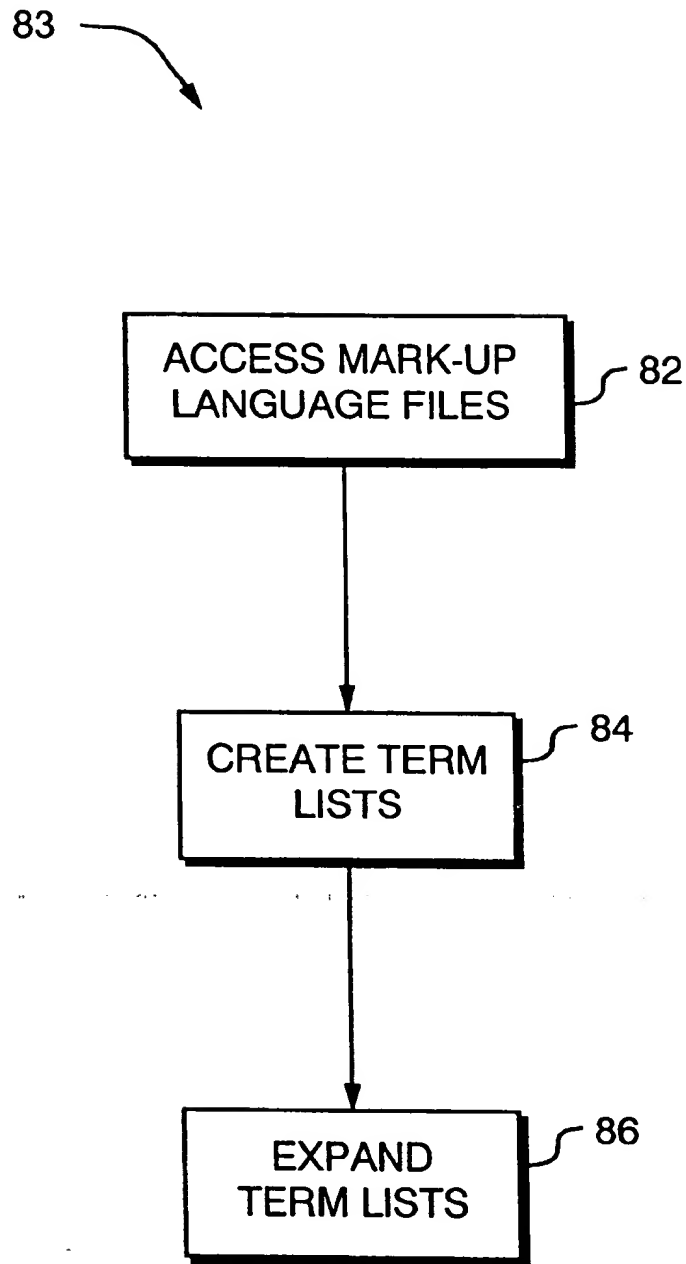 83
ACCESS MARK-UP
LANGUAGE FILES
82
CREATE TERM
LISTS
84
EXPAND
TERM LISTS
86